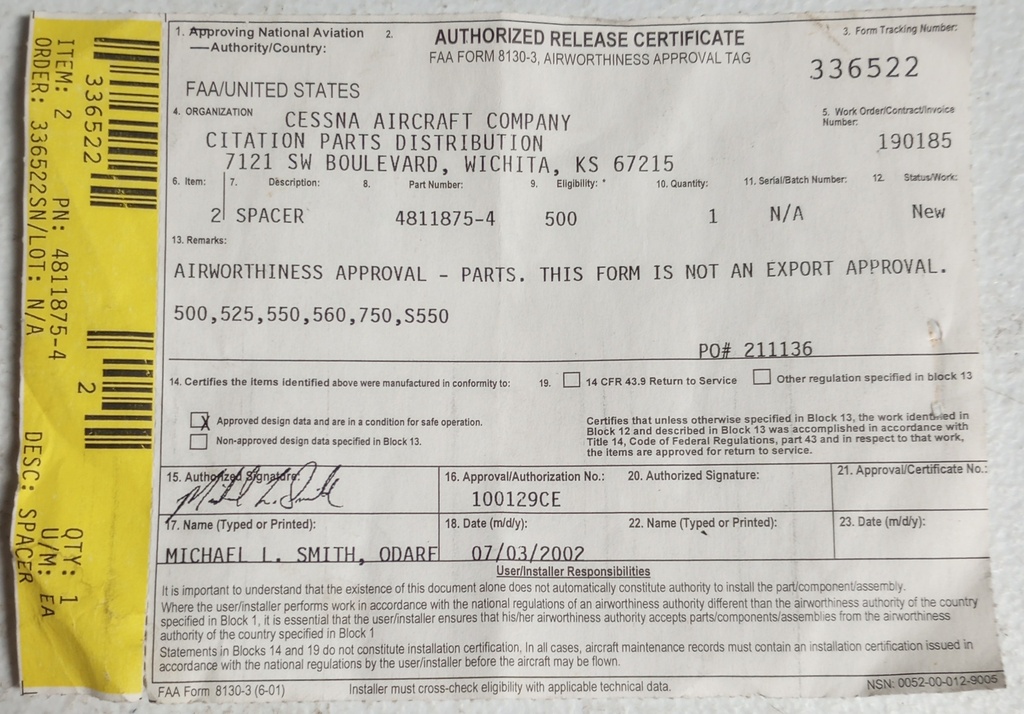 ITEM: 2 PN: 4811875-4 QTY: 1
ORDER: 336522SN/LOT: N/A DESC: SPACER U/M: EA
336522
2
1. Approving National Aviation
—Authority/Country:
FAA/UNITED STATES
2.
AUTHORIZED RELEASE CERTIFICATE
FAA FORM 8130-3, AIRWORTHINESS APPROVAL TAG
3. Form Tracking Number:
336522
4. ORGANIZATION CESSNA AIRCRAFT COMPANY
CITATION PARTS DISTRIBUTION
7121 SW BOULEVARD, WICHITA, KS 67215
5. Work Order/Contract/Invoice
Number:
190185
6. Item: 7. Description: 8. Part Number: 9. Eligibility: * 10. Quantity: 11. Serial/Batch Number: 12. Status/Work:
2 SPACER 4811875-4 500 1 N/A New
13. Remarks:
AIRWORTHINESS APPROVAL - PARTS. THIS FORM IS NOT AN EXPORT APPROVAL.
500,525,550,560,750,S550
PO# 211136
14. Certifies the items identified above were manufactured in conformity to:
X Approved design data and are in a condition for safe operation.
Non-approved design data specified in Block 13.
19. 14 CFR 43.9 Return to Service Other regulation specified in block 13
Certifies that unless otherwise specified in Block 13, the work identified in
Block 12 and described in Block 13 was accomplished in accordance with
Title 14, Code of Federal Regulations, part 43 and in respect to that work,
the items are approved for return to service.
15. Authorized Signature: 16. Approval/Authorization No.: 20. Authorized Signature: 21. Approval/Certificate No.:
100129CE
17. Name (Typed or Printed): 18. Date (m/d/y): 22. Name (Typed or Printed): 23. Date (m/d/y):
MICHAEL L. SMITH, ODARF 07/03/2002
User/Installer Responsibilities
It is important to understand that the existence of this document alone does not automatically constitute authority to install the part/component/assembly.
Where the user/installer performs work in accordance with the national regulations of an airworthiness authority different than the airworthiness authority of the country
specified in Block 1, it is essential that the user/installer ensures that his/her airworthiness authority accepts parts/components/assemblies from the airworthiness
authority of the country specified in Block 1
Statements in Blocks 14 and 19 do not constitute installation certification. In all cases, aircraft maintenance records must contain an installation certification issued in
accordance with the national regulations by the user/installer before the aircraft may be flown.
FAA Form 8130-3 (6-01) Installer must cross-check eligibility with applicable technical data. NSN: 0052-00-012-9005